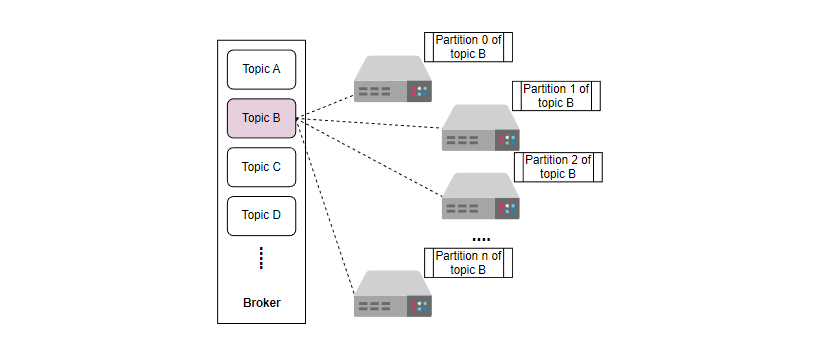 Topic A
Topic B
Topic C
Topic D
Broker
Partition 0 of
topic B
Partition 1 of
topic B
Partition 2 of
topic B
....
Partition n of
topic B